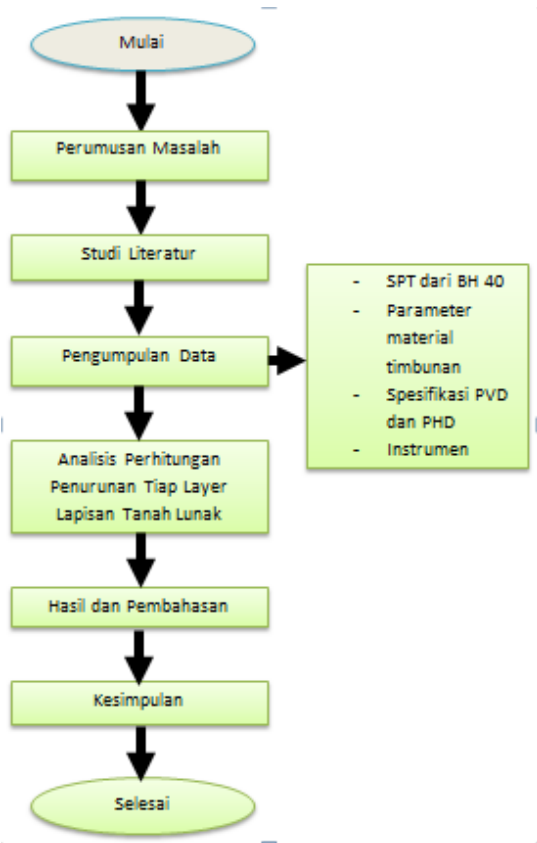 Mulai
Perumusan Masalah
Studi Literatur
Pengumpulan Data
- SPT dari BH 40
- Parameter
material
timbunan
- Spesifikasi PVD
dan PHD
- Instrumen
Analisis Perhitungan
Penurunan Tiap Layer
Lapisan Tanah Lunak
Hasil dan Pembahasan
Kesimpulan
Selesai